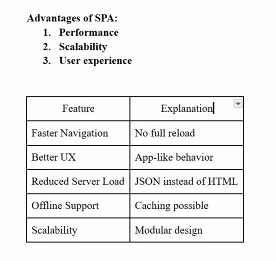 Advantages of SPA:
1. Performance
2. Scalability
3. User experience
Feature Explanation
Faster Navigation No full reload
Better UX App-like behavior
Reduced Server Load JSON instead of HTML
Offline Support Caching possible
Scalability Modular design